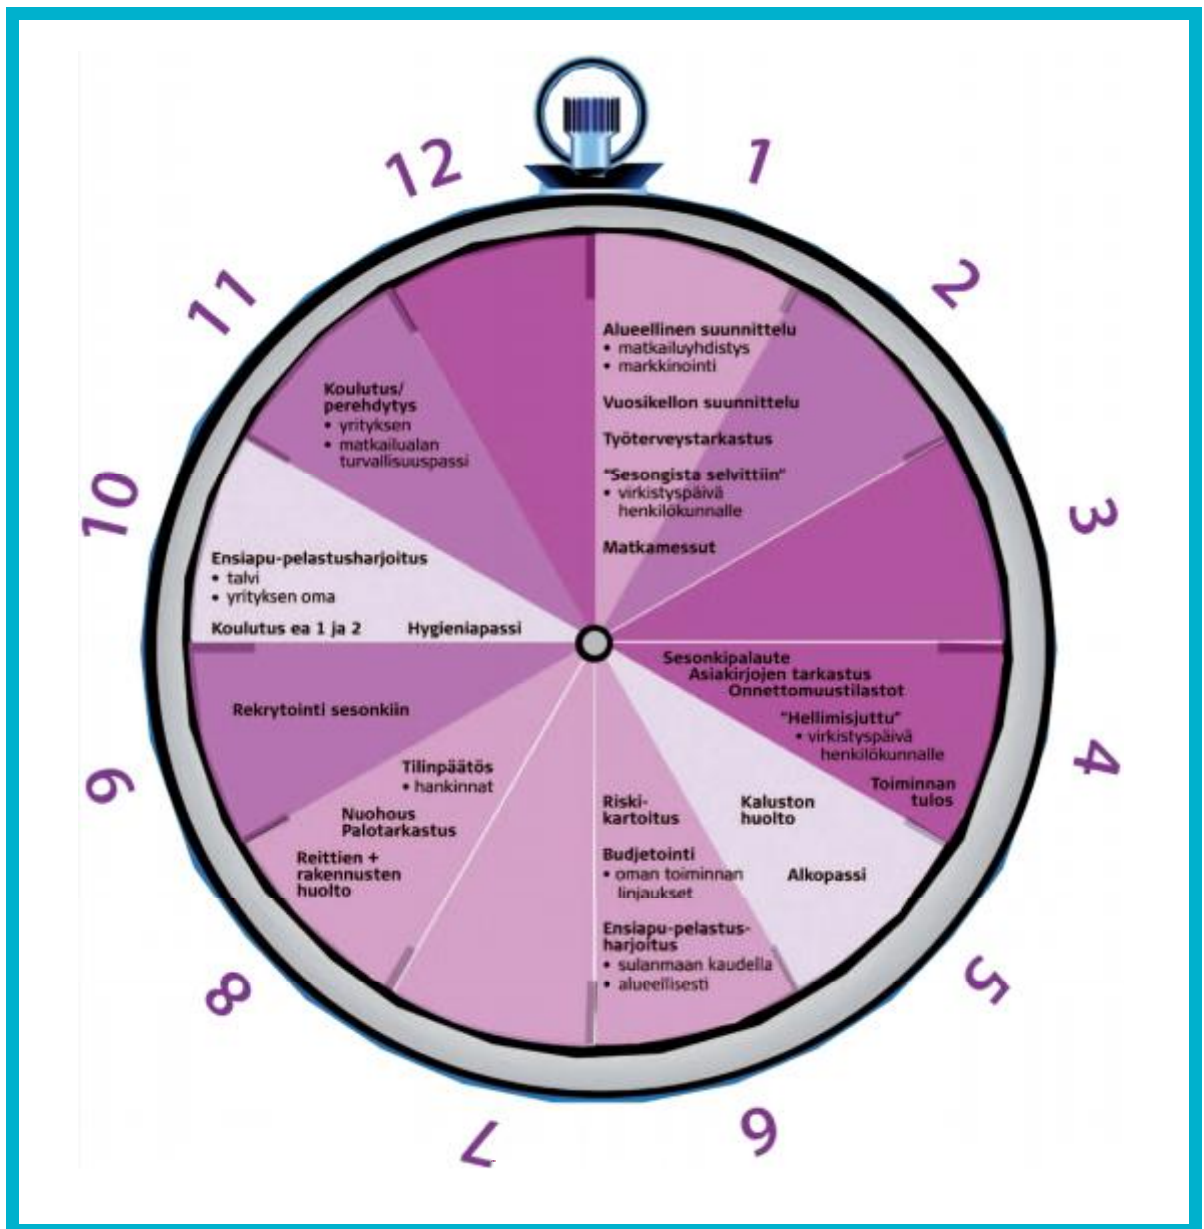 1
2
3
4
5
6
7
8
9
10
11
12
Alueellinen suunnittelu
• matkailuyhdistys
• markkinointi
Vuosikellon suunnittelu
Työterveystarkastus
"Sesongista selvittiin"
• virkistyspäivä
henkilökunnalle
Matkamessut
Sesonkipalaute
Asiakirjojen tarkastus
Onnettomuustilastot
"Hellimisjuttu"
• virkistyspäivä
henkilökunnalle
Toiminnan
tulos
Kaluston
huolto
Alkopassi
Riski-
kartoitus
Budjetointi
• oman toiminnan
linjaukset
Ensiapu-pelastus-
harjoitus
• sulanmaan kaudella
• alueellisesti
Tilinpäätös
• hankinnat
Nuohous
Palotarkastus
Reittien +
rakennusten
huolto
Rekrytointi sesonkiin
Ensiapu-pelastusharjoitus
• talvi
• yrityksen oma
Koulutus ea 1 ja 2
Hygieniapassi
Koulutus/
perehdytys
• yrityksen
• matkailualan
turvallisuuspassi